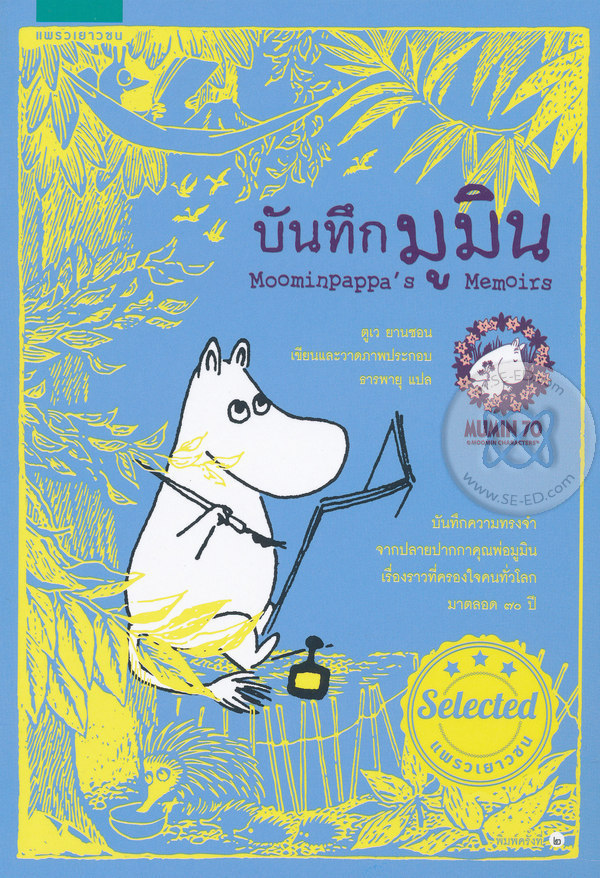 แพรวเยาวชน
บันทึกมูมิน
Moominpappa's Memoirs
ตูเว ยานซอน
เขียนและวาดภาพประกอบ
ธารพายุ แปล
SE-ED.com
MUMIN 70
©MOOMIN CHARACTERS™
www.SE-ED.com
บันทึกความทรงจำ
จากปลายปากกาคุณพ่อมูมิน
เรื่องราวที่ครองใจคนทั่วโลก
มาตลอด ๗๐ ปี
Selected
แพรวเยาวชน
พิมพ์ครั้งที่ ๒